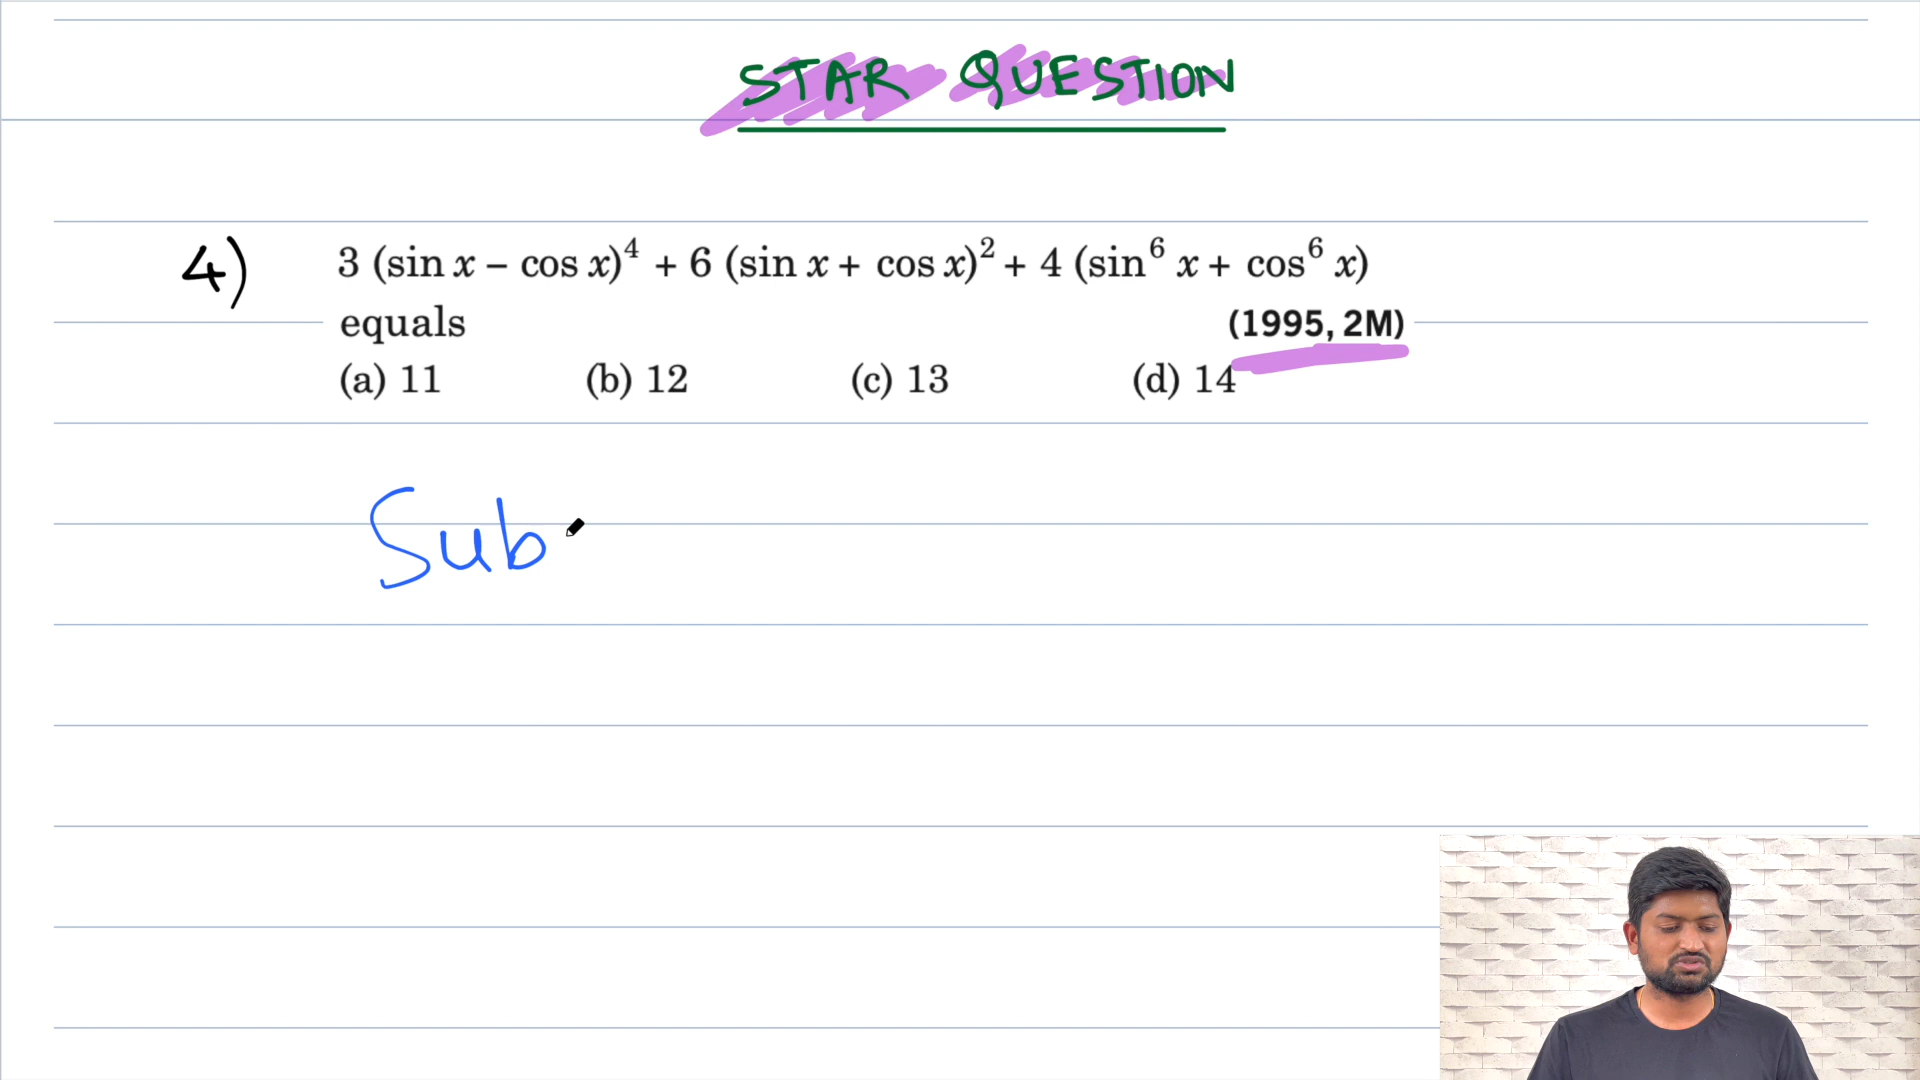 STAR QUESTION
4) 3 (sin x – cos x)⁴ + 6 (sin x + cos x)² + 4 (sin⁶ x + cos⁶ x)
equals (1995, 2M)
(a) 11 (b) 12 (c) 13 (d) 14
Sub